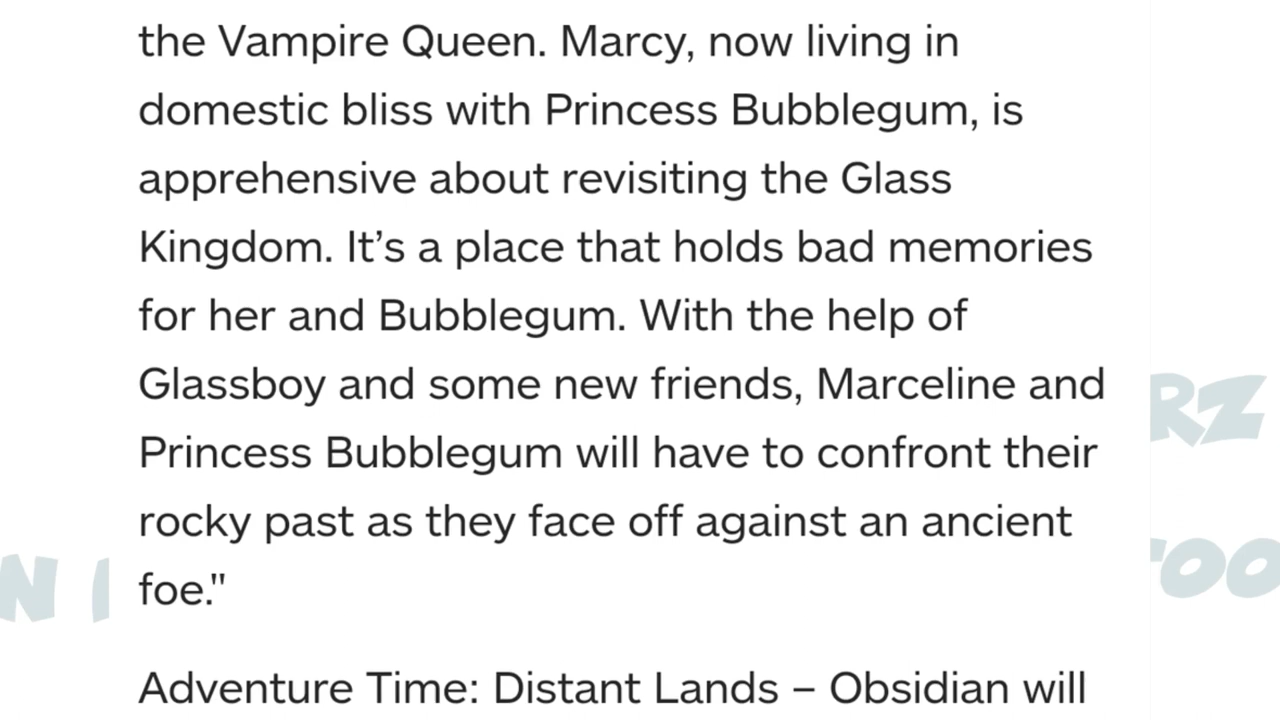 the Vampire Queen. Marcy, now living in
domestic bliss with Princess Bubblegum, is
apprehensive about revisiting the Glass
Kingdom. It’s a place that holds bad memories
for her and Bubblegum. With the help of
Glassboy and some new friends, Marceline and
RZ
Princess Bubblegum will have to confront their
rocky past as they face off against an ancient
TOO
N I
foe."
Adventure Time: Distant Lands – Obsidian will